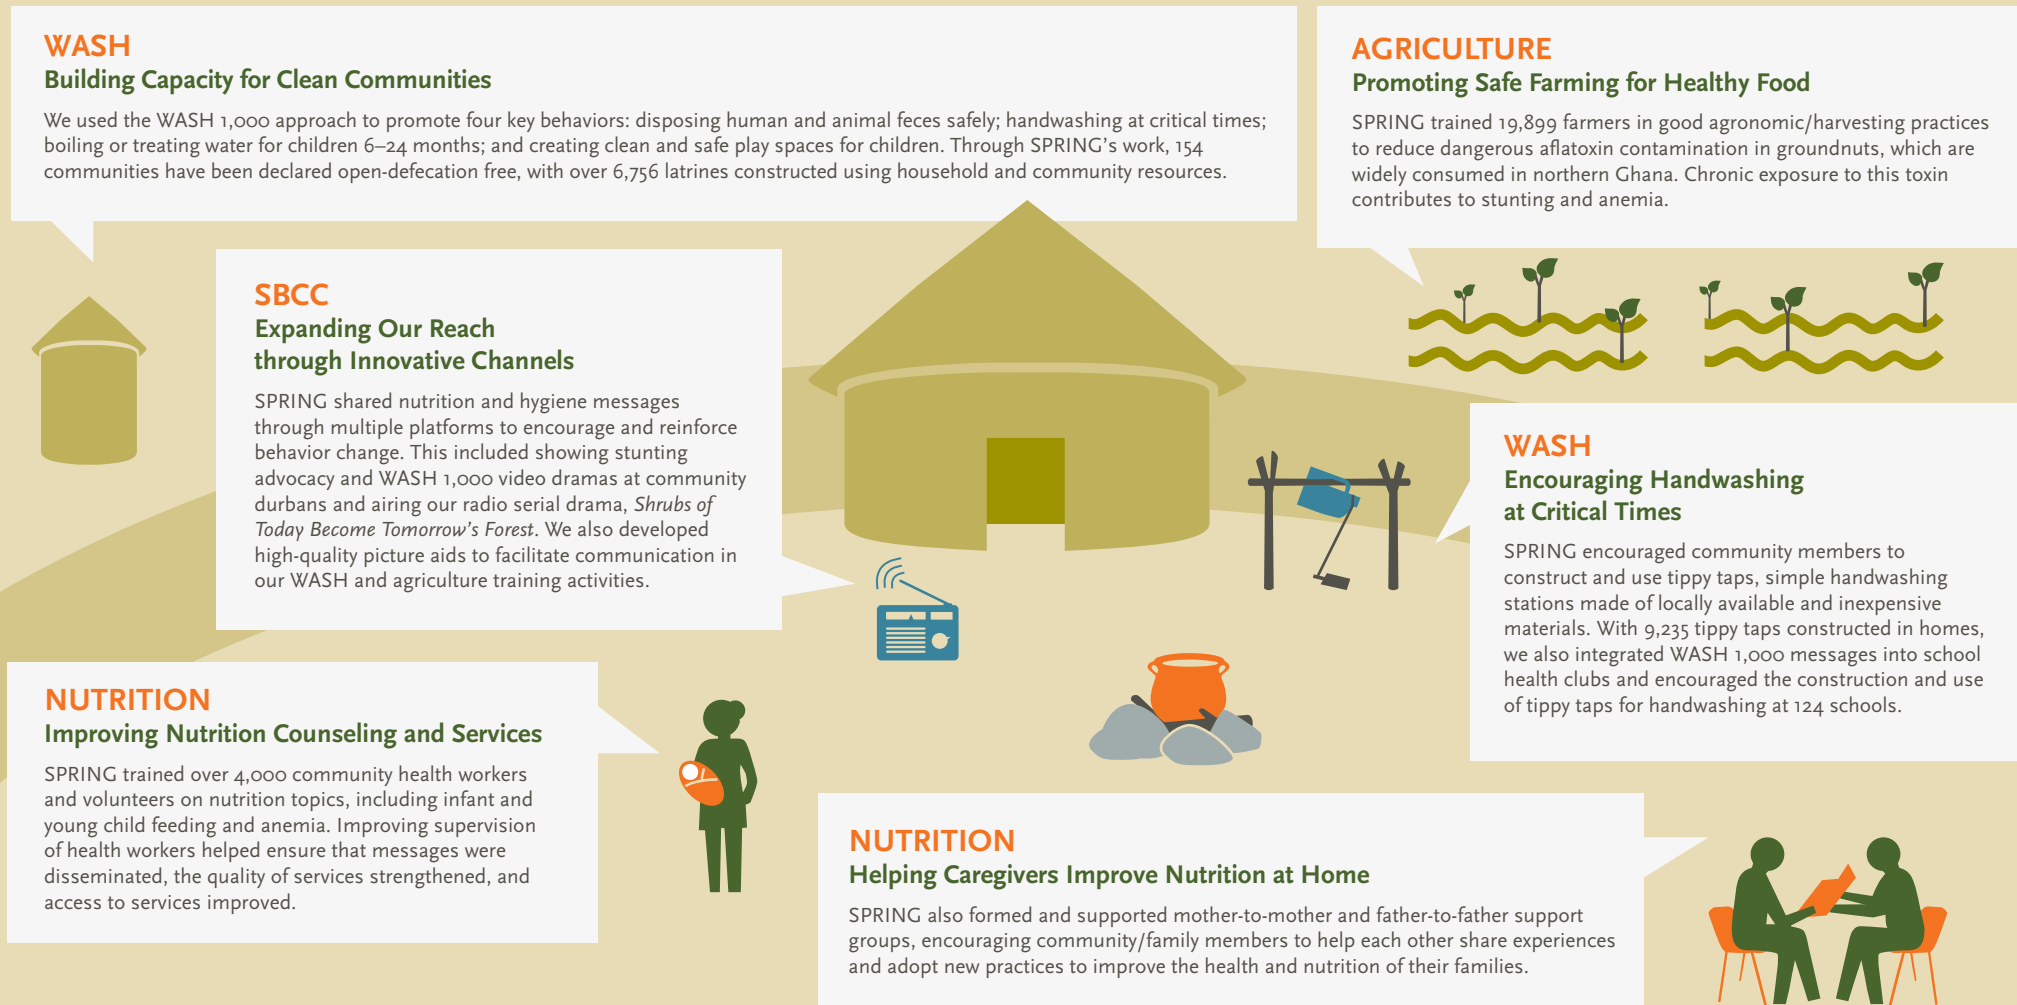 WASH
Building Capacity for Clean Communities
We used the WASH 1,000 approach to promote four key behaviors: disposing human and animal feces safely; handwashing at critical times;
boiling or treating water for children 6–24 months; and creating clean and safe play spaces for children. Through SPRING's work, 154
communities have been declared open-defecation free, with over 6,756 latrines constructed using household and community resources.
AGRICULTURE
Promoting Safe Farming for Healthy Food
SPRING trained 19,899 farmers in good agronomic/harvesting practices
to reduce dangerous aflatoxin contamination in groundnuts, which are
widely consumed in northern Ghana. Chronic exposure to this toxin
contributes to stunting and anemia.
SBCC
Expanding Our Reach
through Innovative Channels
SPRING shared nutrition and hygiene messages
through multiple platforms to encourage and reinforce
behavior change. This included showing stunting
advocacy and WASH 1,000 video dramas at community
durbans and airing our radio serial drama, Shrubs of
Today Become Tomorrow's Forest. We also developed
high-quality picture aids to facilitate communication in
our WASH and agriculture training activities.
WASH
Encouraging Handwashing
at Critical Times
SPRING encouraged community members to
construct and use tippy taps, simple handwashing
stations made of locally available and inexpensive
materials. With 9,235 tippy taps constructed in homes,
we also integrated WASH 1,000 messages into school
health clubs and encouraged the construction and use
of tippy taps for handwashing at 124 schools.
NUTRITION
Improving Nutrition Counseling and Services
SPRING trained over 4,000 community health workers
and volunteers on nutrition topics, including infant and
young child feeding and anemia. Improving supervision
of health workers helped ensure that messages were
disseminated, the quality of services strengthened, and
access to services improved.
NUTRITION
Helping Caregivers Improve Nutrition at Home
SPRING also formed and supported mother-to-mother and father-to-father support
groups, encouraging community/family members to help each other share experiences
and adopt new practices to improve the health and nutrition of their families.